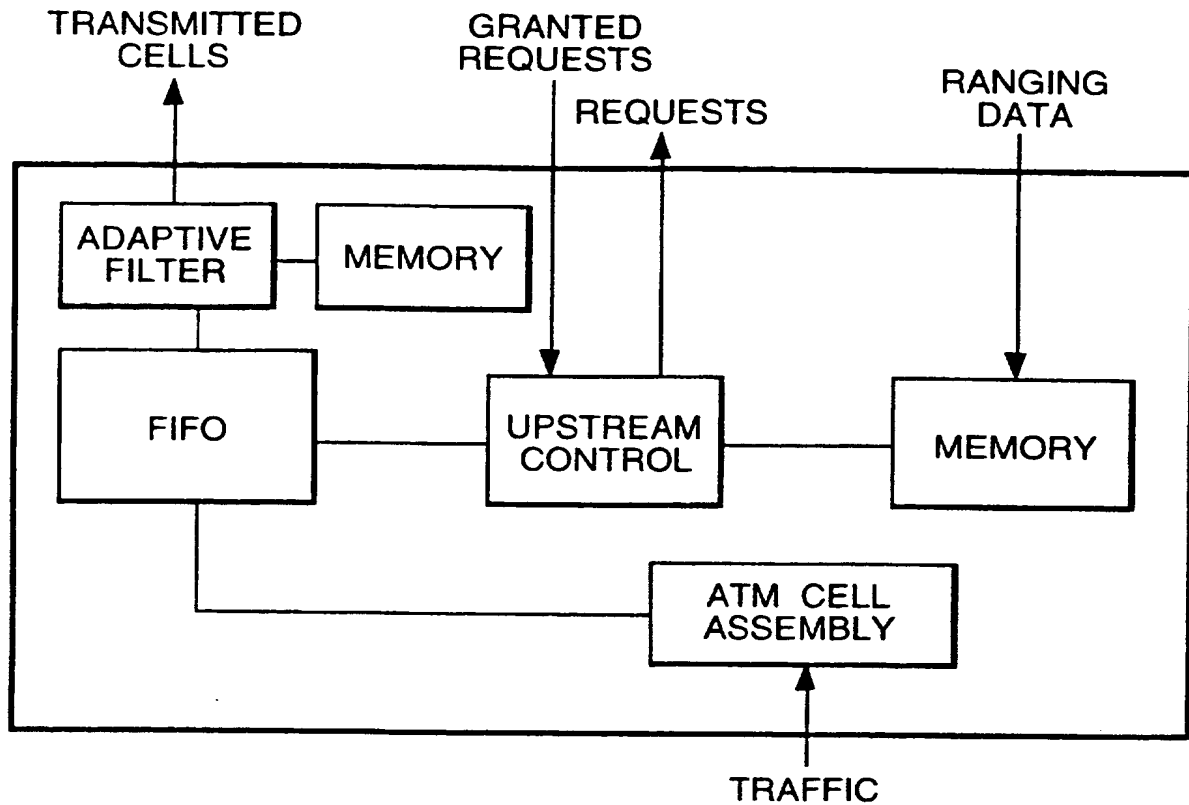 TRANSMITTED
CELLS
GRANTED
REQUESTS
REQUESTS
RANGING
DATA
ADAPTIVE
FILTER
MEMORY
FIFO
UPSTREAM
CONTROL
MEMORY
ATM CELL
ASSEMBLY
TRAFFIC